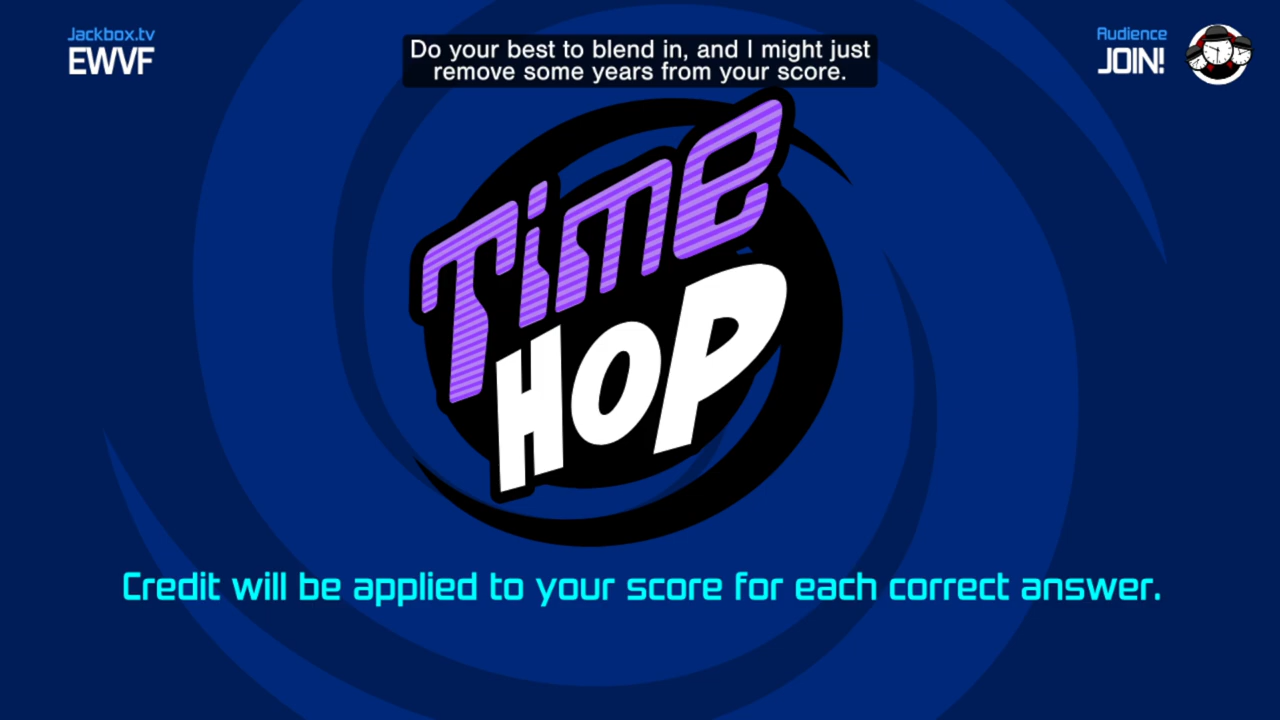 Jackbox.tv
EWVF
Do your best to blend in, and I might just
remove some years from your score.
Audience
JOIN!
Time
HOP
Credit will be applied to your score for each correct answer.